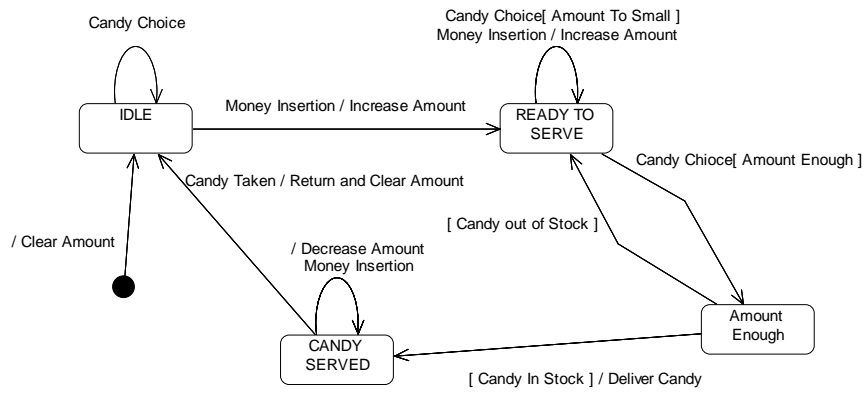 Candy Choice
Candy Choice[ Amount To Small ]
Money Insertion / Increase Amount
IDLE
Money Insertion / Increase Amount
READY TO
SERVE
Candy Chioce[ Amount Enough ]
Candy Taken / Return and Clear Amount
[ Candy out of Stock ]
/ Clear Amount
/ Decrease Amount
Money Insertion
Amount
Enough
CANDY
SERVED
[ Candy In Stock ] / Deliver Candy